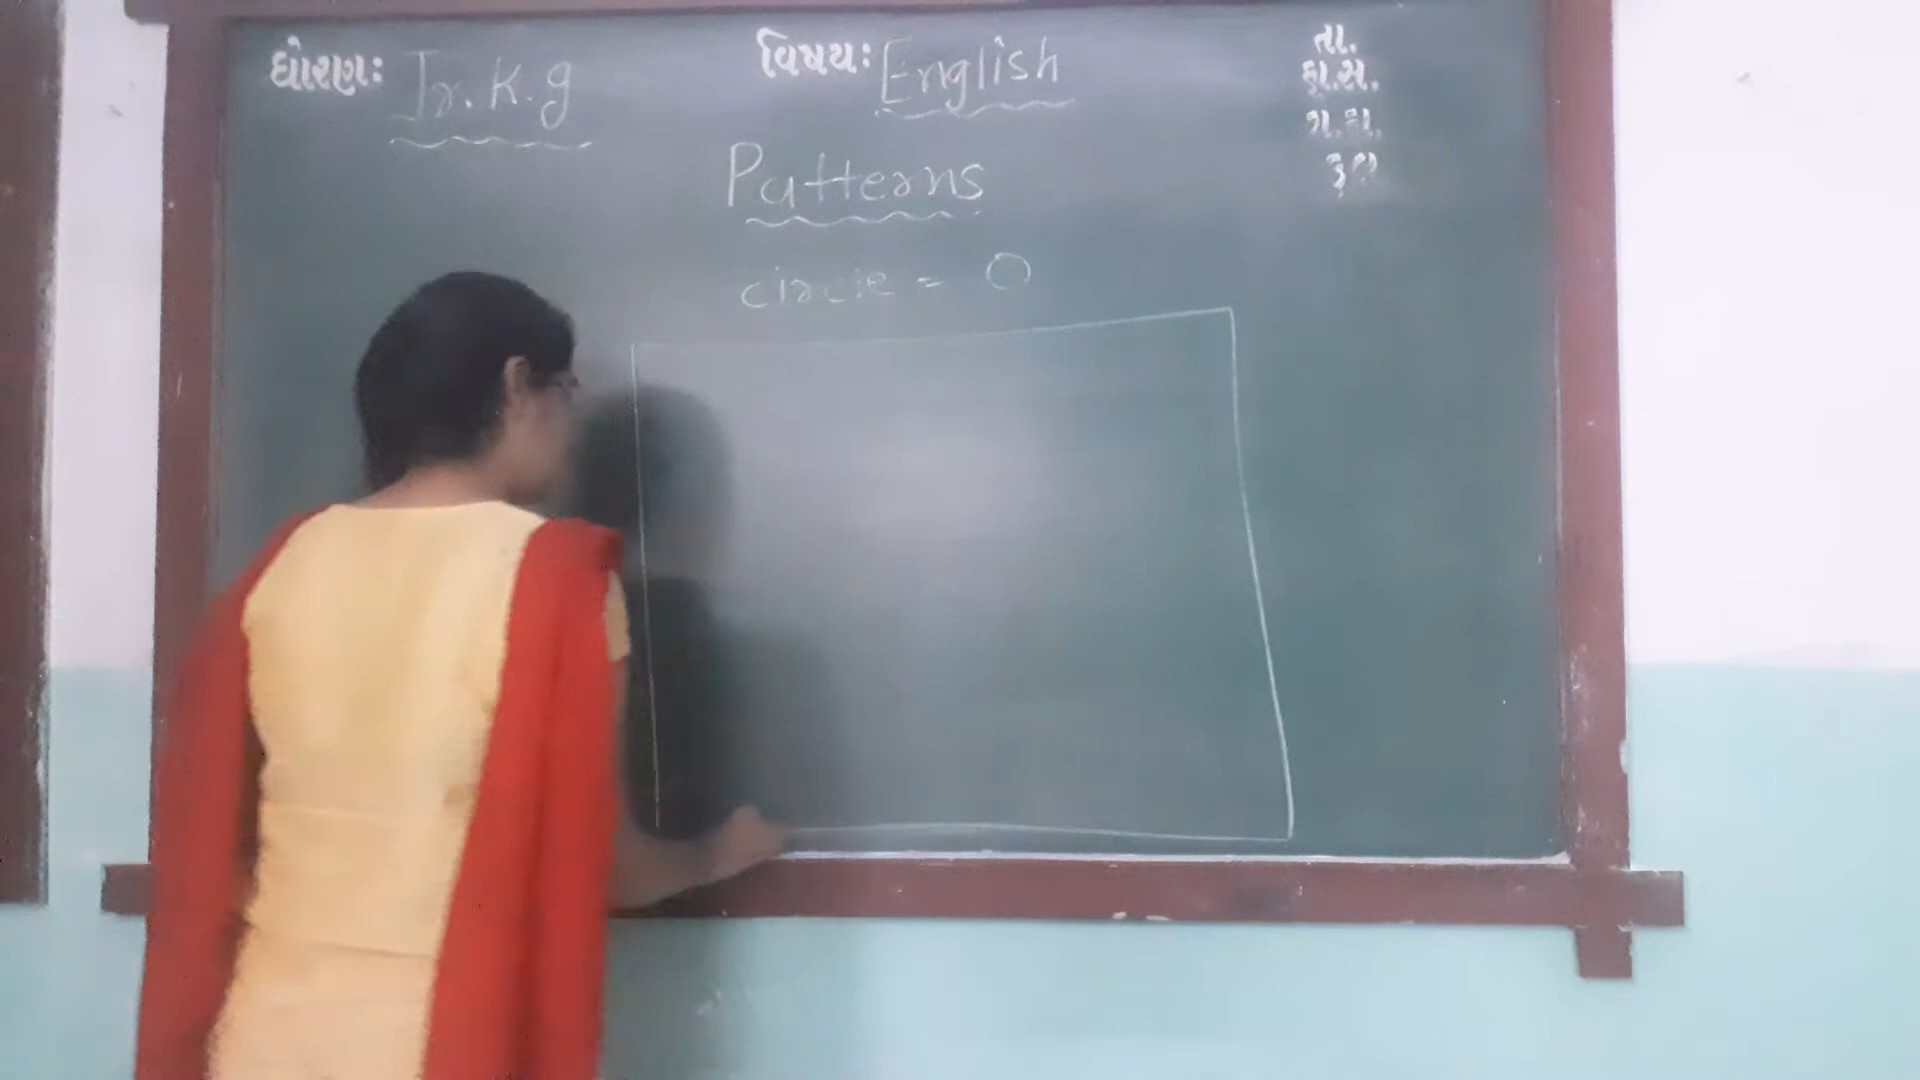 ધોરણઃ Jr. K. g વિષયઃ English
તા.
હા.સ.
ગ.હા.
કુલ
Patterns
circle = O